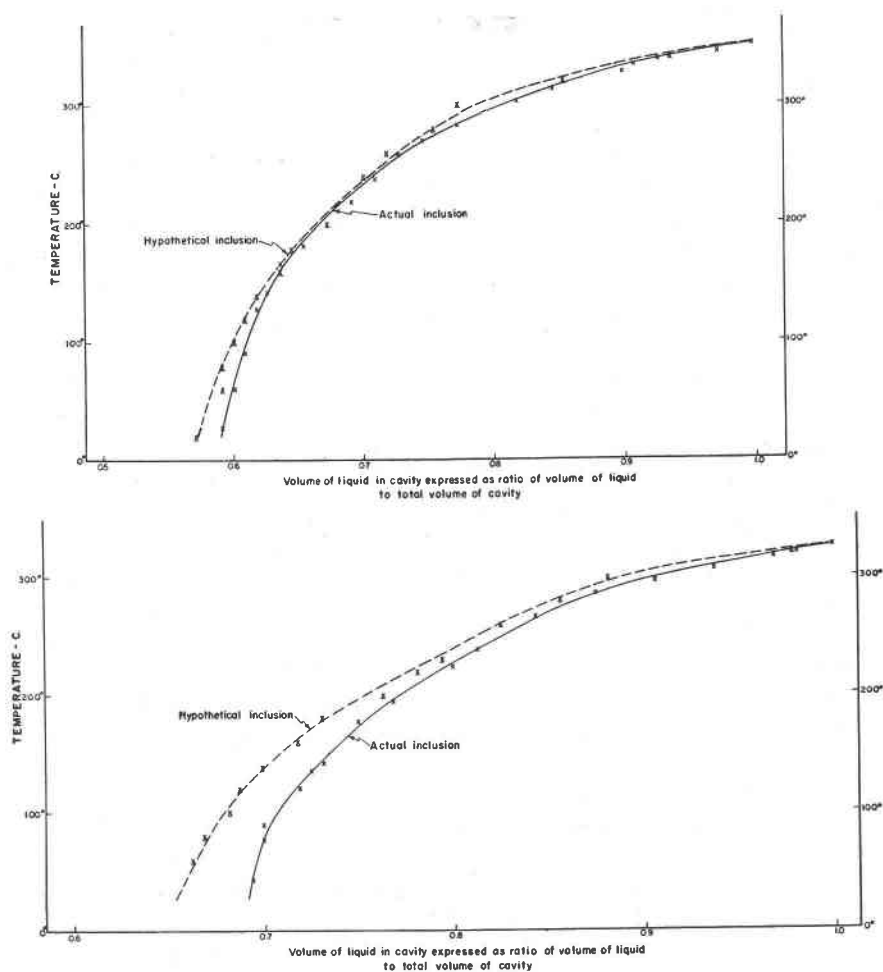 TEMPERATURE - C.
300°
200°
100°
0°
300°
200°
100°
0°
Hypothetical inclusion
Actual inclusion
0.5
0.6
0.7
0.8
0.9
1.0
Volume of liquid in cavity expressed as ratio of volume of liquid
to total volume of cavity
TEMPERATURE - C.
300°
200°
100°
0°
300°
200°
100°
0°
Hypothetical inclusion
Actual inclusion
0.6
0.7
0.8
0.9
1.0
Volume of liquid in cavity expressed as ratio of volume of liquid
to total volume of cavity